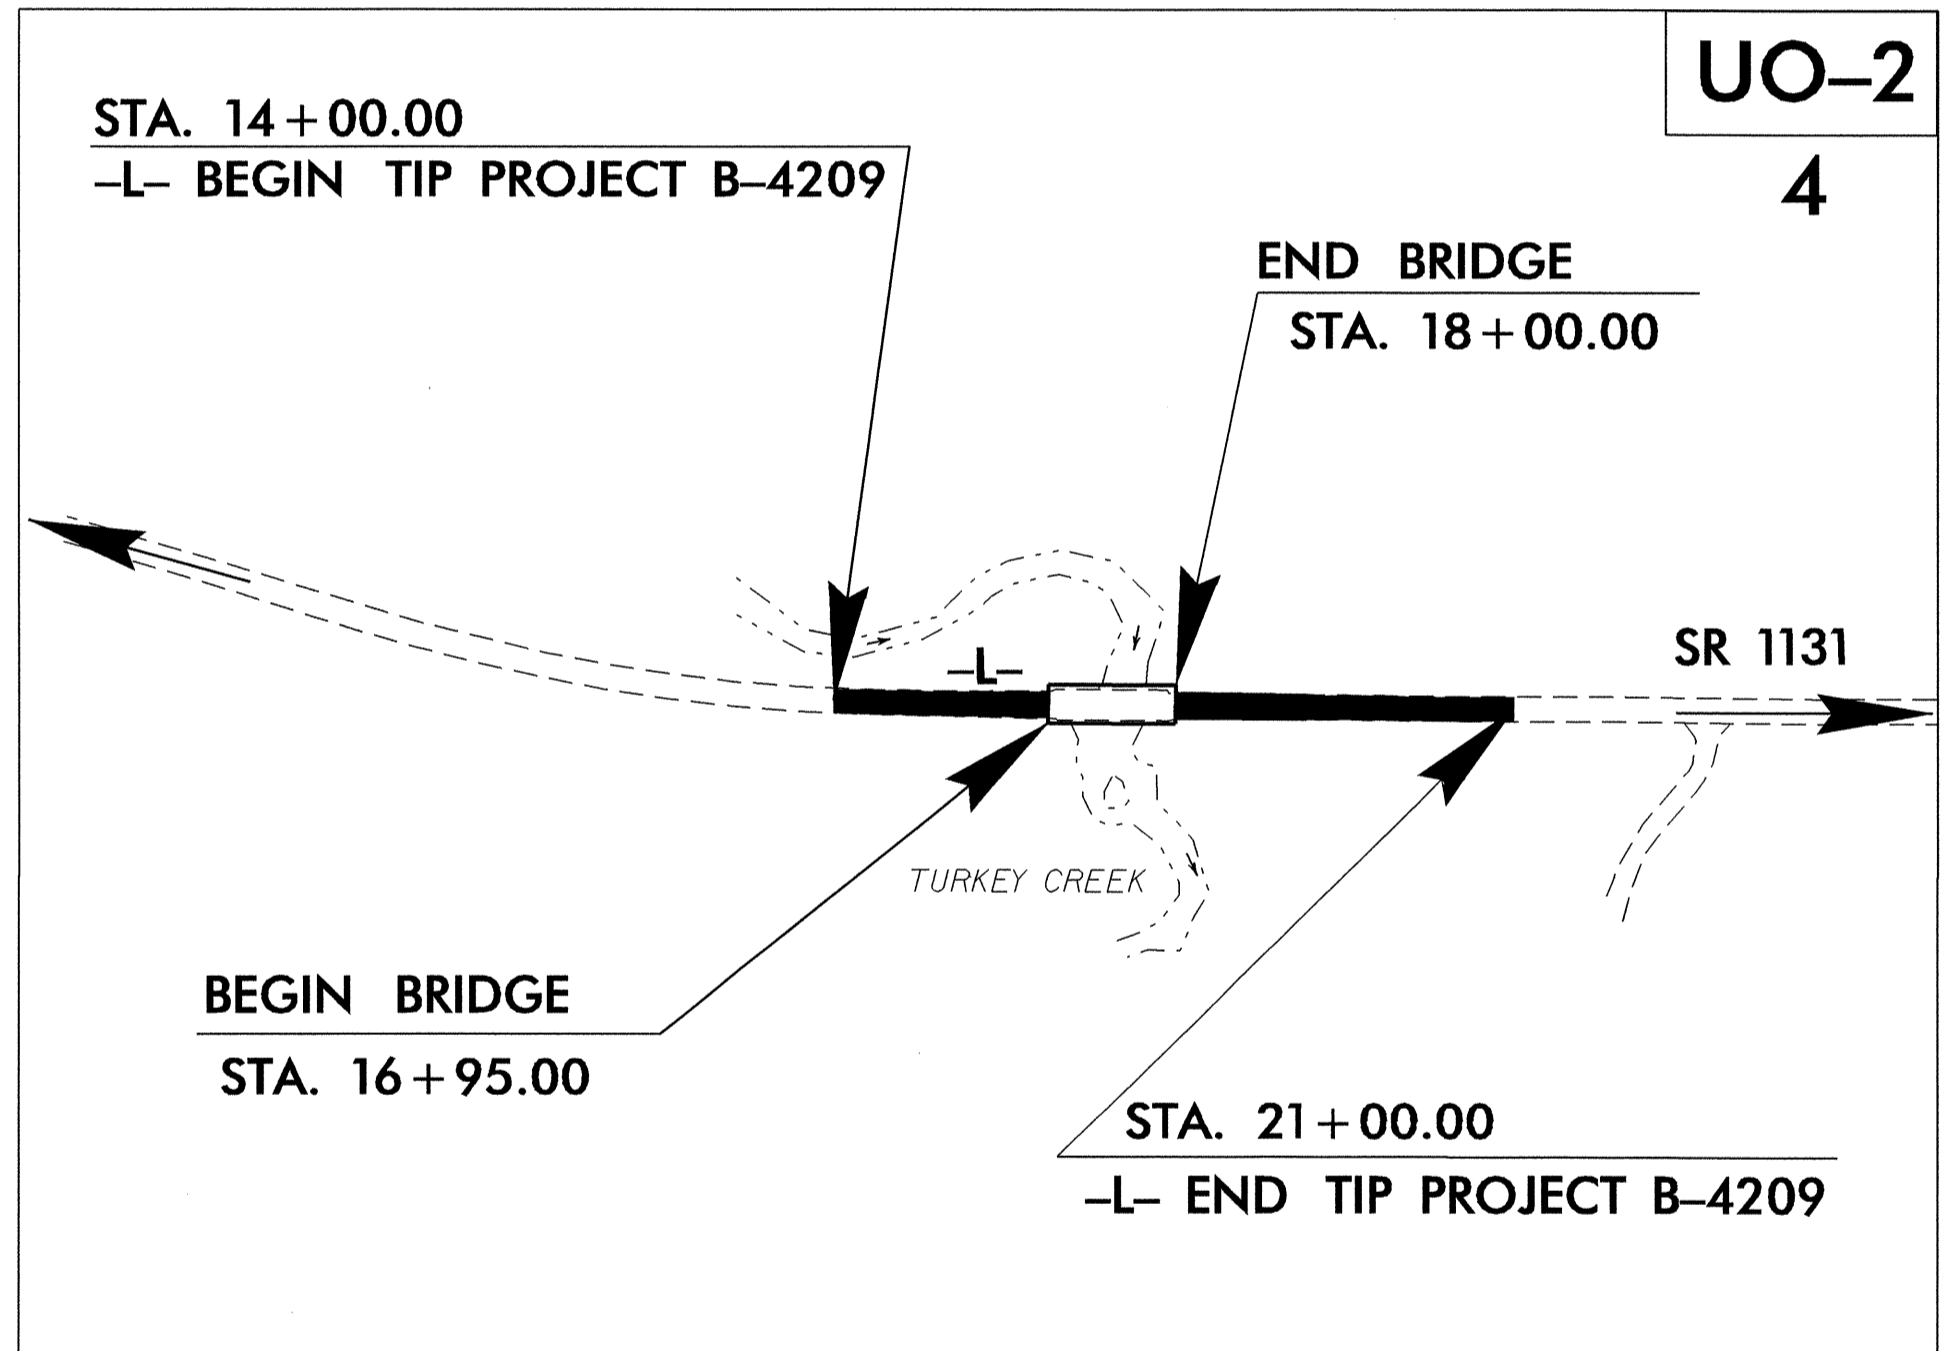 UO–2
4
STA. 14+00.00
–L– BEGIN TIP PROJECT B–4209
END BRIDGE
STA. 18+00.00
–L–
SR 1131
TURKEY CREEK
BEGIN BRIDGE
STA. 16+95.00
STA. 21+00.00
–L– END TIP PROJECT B–4209